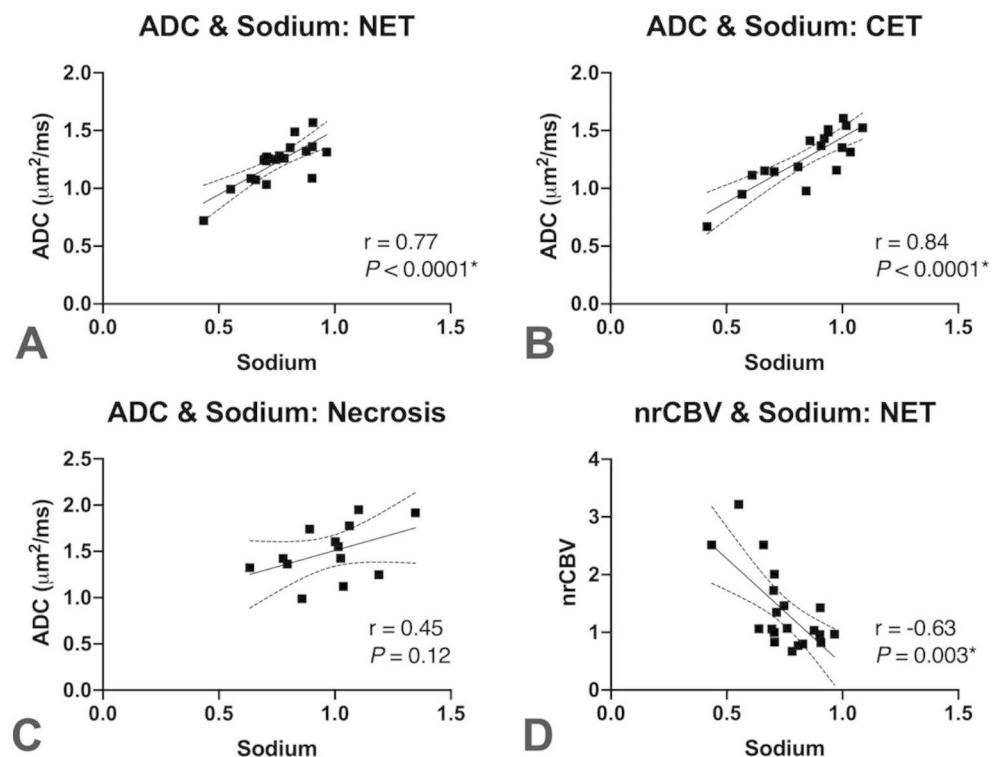 ADC & Sodium: NET
2.0
1.5
1.0
0.5
0.0
ADC (μm²/ms)
r = 0.77
P < 0.0001*
0.0 0.5 1.0 1.5
Sodium
A
ADC & Sodium: CET
2.0
1.5
1.0
0.5
0.0
ADC (μm²/ms)
r = 0.84
P < 0.0001*
0.0 0.5 1.0 1.5
Sodium
B
ADC & Sodium: Necrosis
2.5
2.0
1.5
1.0
0.5
0.0
ADC (μm²/ms)
r = 0.45
P = 0.12
0.0 0.5 1.0 1.5
Sodium
C
nrCBV & Sodium: NET
4
3
2
1
0
nrCBV
r = -0.63
P = 0.003*
0.0 0.5 1.0 1.5
Sodium
D